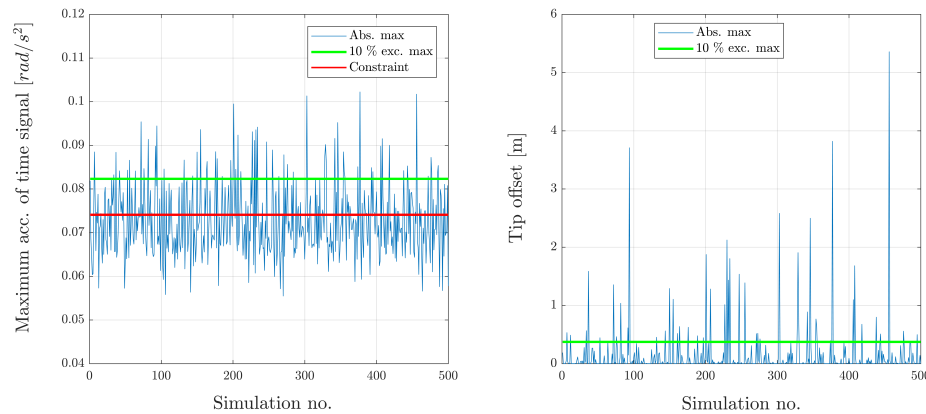 Maximum acc. of time signal [rad/s²]
0.12
0.11
0.1
0.09
0.08
0.07
0.06
0.05
0.04
0 100 200 300 400 500
Simulation no.
Abs. max
10 % exc. max
Constraint
Tip offset [m]
6
5
4
3
2
1
0
0 100 200 300 400 500
Simulation no.
Abs. max
10 % exc. max